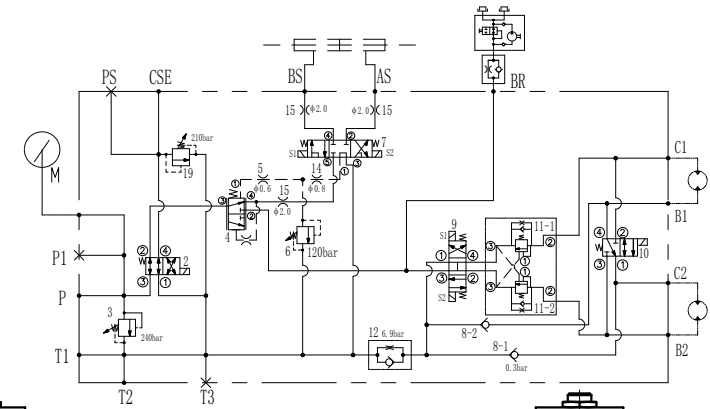 PS CSE BS AS BR
15 φ2.0 φ2.0 15
④ ② 7
S1 S2
⑤ ① ③
210bar
19
M
5 14
φ0.6 φ0.8
① ③ ④ ②
15
φ2.0
4
6 120bar
C1
B1
9
S1
① ④
③ ②
S2
11-1
③ ② ①
① ③ ②
11-2
④ ②
③ ① 10
P1
② ④
2
③ ①
P
3
240bar
C2
8-2
12 6.9bar
8-1
0.3bar
B2
T1
T2 T3